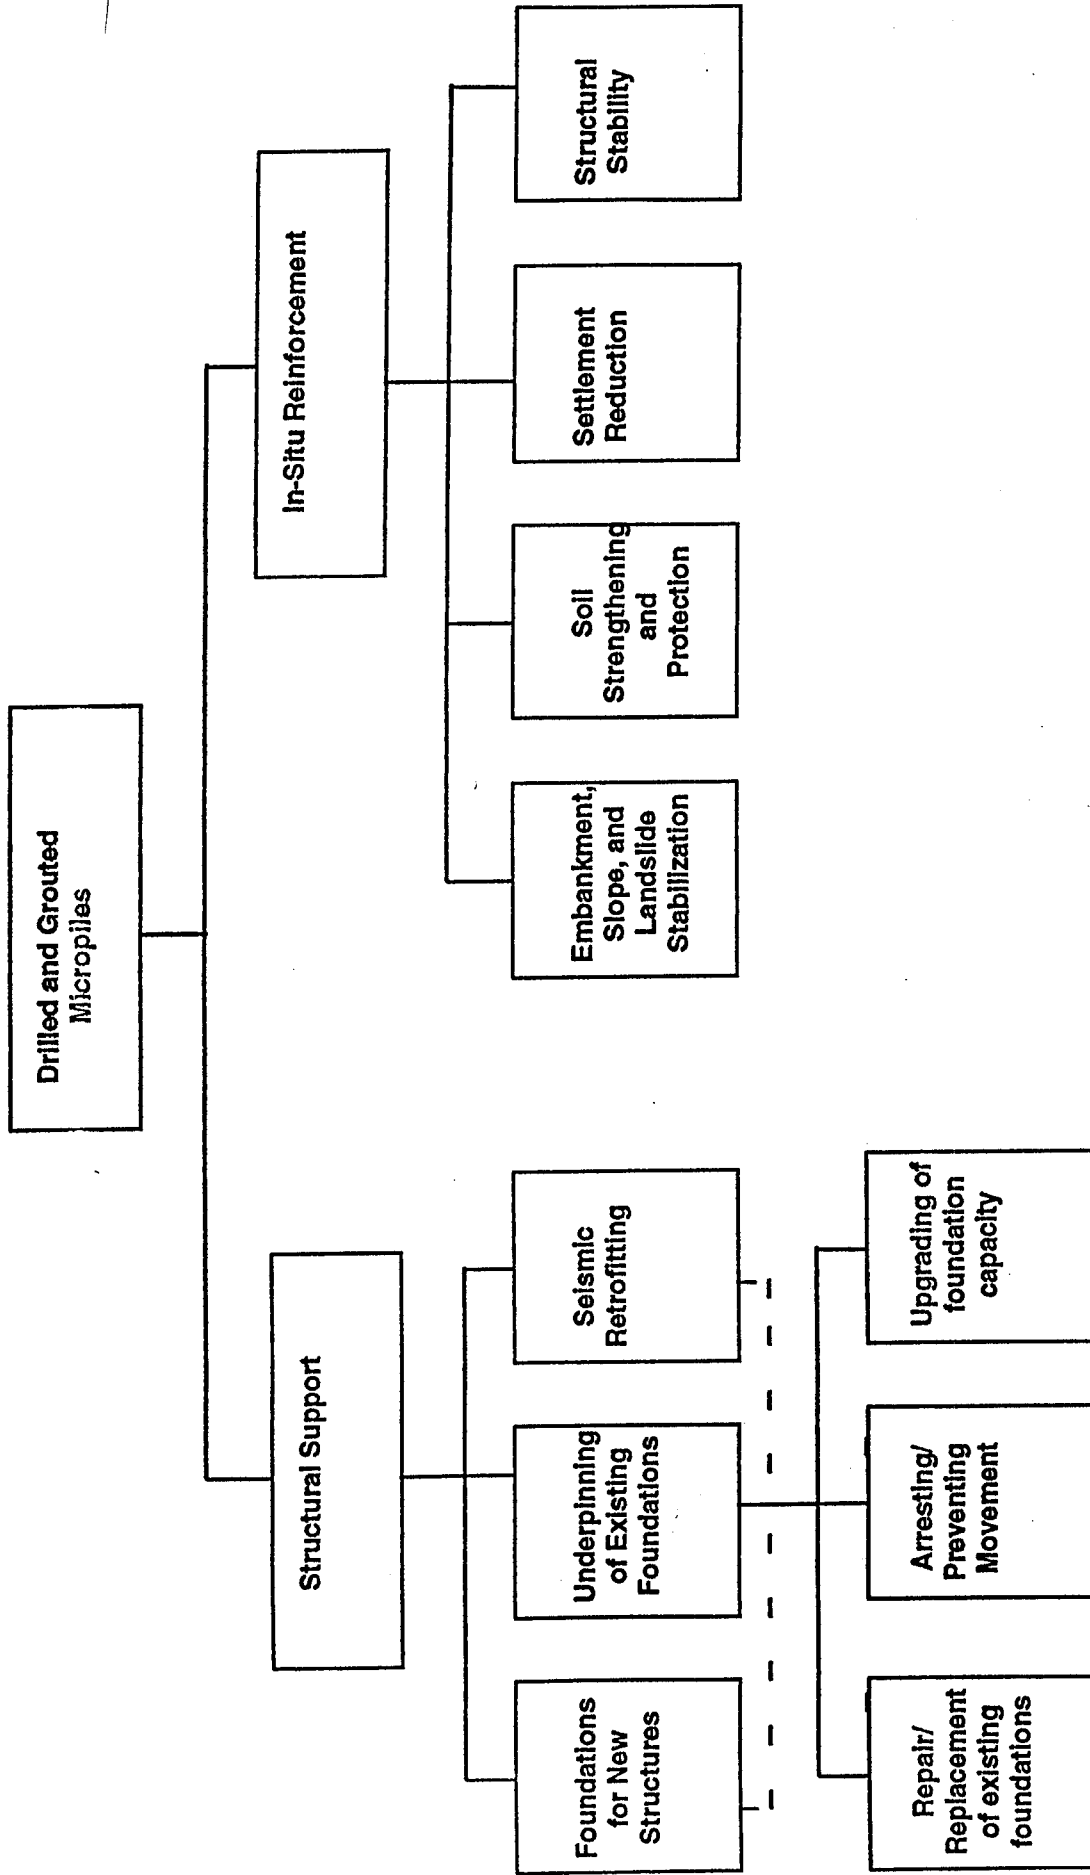 Drilled and Grouted
Micropiles
Structural Support
In-Situ Reinforcement
Foundations
for New
Structures
Underpinning
of Existing
Foundations
Seismic
Retrofitting
Embankment,
Slope, and
Landslide
Stabilization
Soil
Strengthening
and
Protection
Settlement
Reduction
Structural
Stability
Repair/
Replacement
of existing
foundations
Arresting/
Preventing
Movement
Upgrading of
foundation
capacity